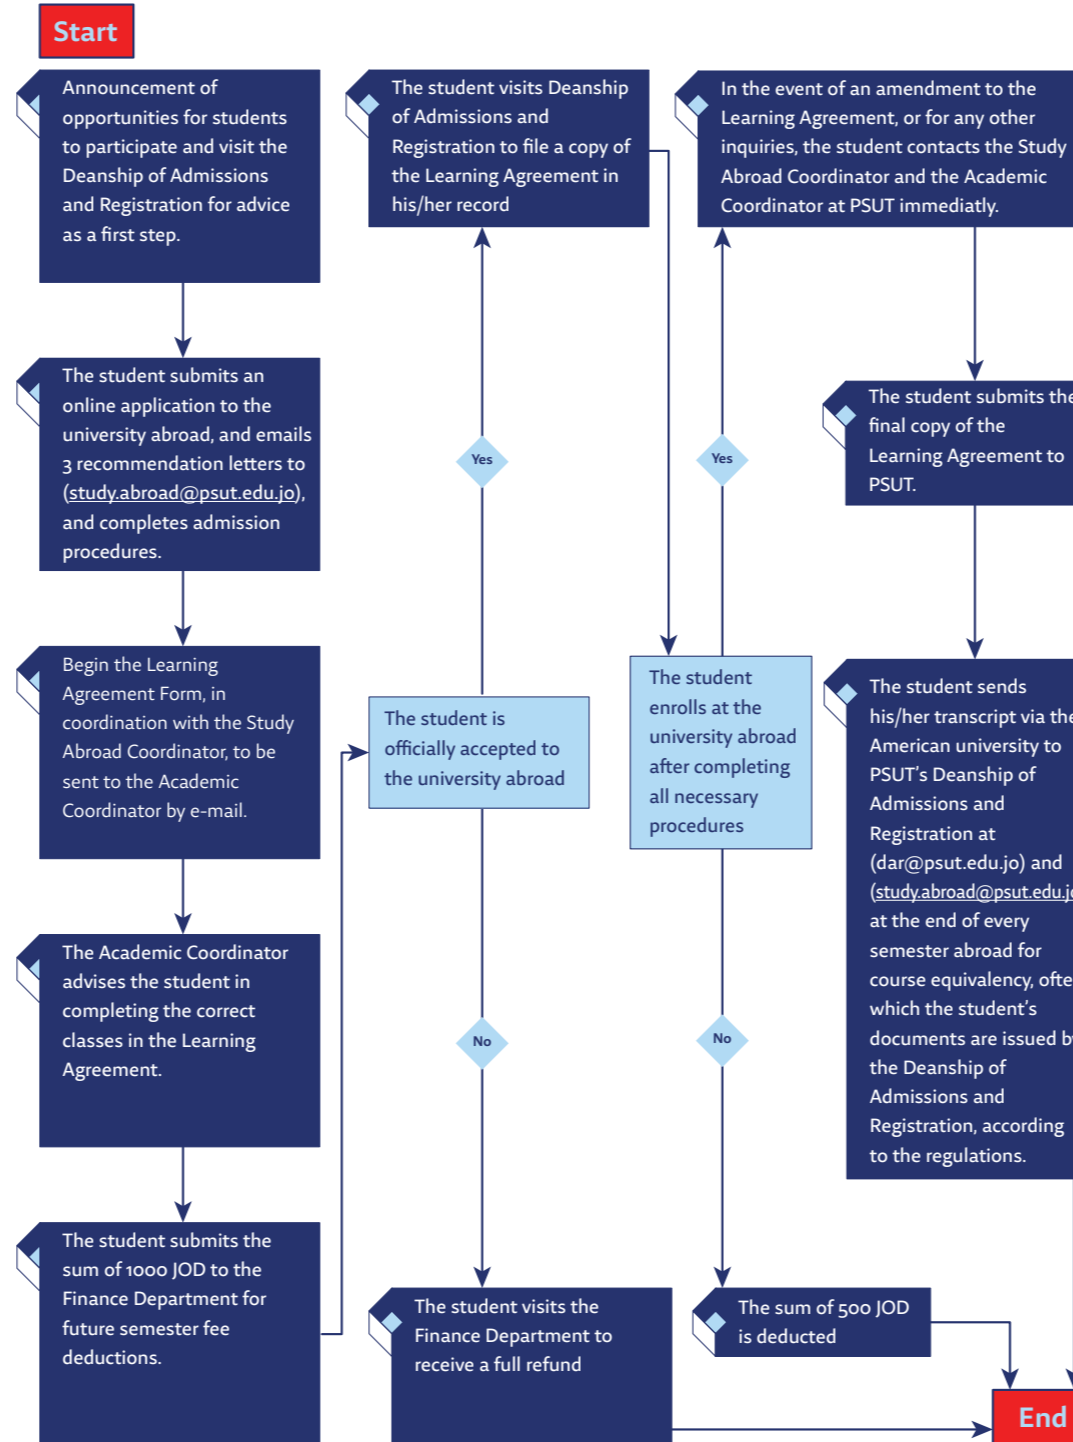 Start
Announcement of
opportunities for students
to participate and visit the
Deanship of Admissions
and Registration for advice
as a first step.
The student submits an
online application to the
university abroad, and emails
3 recommendation letters to
(study.abroad@psut.edu.jo),
and completes admission
procedures.
Begin the Learning
Agreement Form, in
coordination with the Study
Abroad Coordinator, to be
sent to the Academic
Coordinator by e-mail.
The Academic Coordinator
advises the student in
completing the correct
classes in the Learning
Agreement.
The student submits the
sum of 1000 JOD to the
Finance Department for
future semester fee
deductions.
The student visits Deanship
of Admissions and
Registration to file a copy of
the Learning Agreement in
his/her record
Yes
The student is
officially accepted to
the university abroad
No
The student visits the
Finance Department to
receive a full refund
In the event of an amendment to the
Learning Agreement, or for any other
inquiries, the student contacts the Study
Abroad Coordinator and the Academic
Coordinator at PSUT immediatly.
Yes
The student
enrolls at the
university abroad
after completing
all necessary
procedures
No
The sum of 500 JOD
is deducted
The student submits the
final copy of the
Learning Agreement to
PSUT.
The student sends
his/her transcript via the
American university to
PSUT's Deanship of
Admissions and
Registration at
(dar@psut.edu.jo) and
(study.abroad@psut.edu.jo
at the end of every
semester abroad for
course equivalency, ofte
which the student's
documents are issued by
the Deanship of
Admissions and
Registration, according
to the regulations.
End